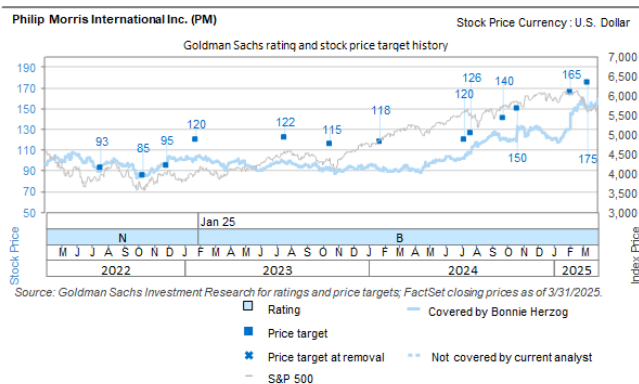 Philip Morris International Inc. (PM) Stock Price Currency : U.S. Dollar
Goldman Sachs rating and stock price target history
190 170 150 130 110 90 70 50
93 85 95 120 122 115 118 120 126 140 150 165 175
7,000 6,500 6,000 5,500 5,000 4,500 4,000 3,500 3,000
Stock Price
Index Price
Jan 25
N B
M J J A S O N D J F M A M J J A S O N D J F M A M J J A S O N D J F M
2022 2023 2024 2025
Source: Goldman Sachs Investment Research for ratings and price targets; FactSet closing prices as of 3/31/2025.
Rating Covered by Bonnie Herzog
Price target
Price target at removal Not covered by current analyst
S&P 500